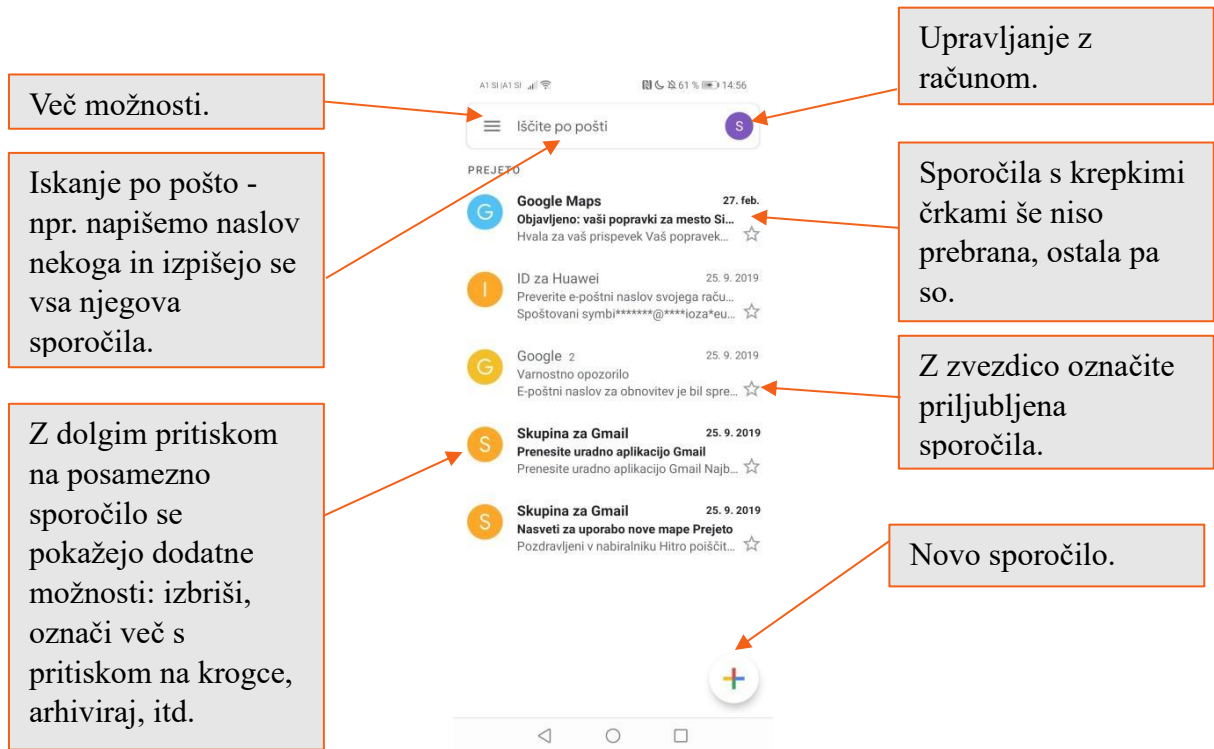 Več možnosti.
Iskanje po pošto -
npr. napišemo naslov
nekoga in izpišejo se
vsa njegova
sporočila.
Z dolgim pritiskom
na posamezno
sporočilo se
pokažejo dodatne
možnosti: izbriši,
označi več s
pritiskom na krogce,
arhiviraj, itd.
A1 SI |A1 SI 61 % 14:56
Iščite po pošti S
PREJETO
G Google Maps 27. feb.
Objavljeno: vaši popravki za mesto Si...
Hvala za vaš prispevek Vaš popravek...
I ID za Huawei 25. 9. 2019
Preverite e-poštni naslov svojega raču...
Spoštovani symbi*******@****ioza*eu...
G Google 2 25. 9. 2019
Varnostno opozorilo
E-poštni naslov za obnovitev je bil spre...
S Skupina za Gmail 25. 9. 2019
Prenesite uradno aplikacijo Gmail
Prenesite uradno aplikacijo Gmail Najb...
S Skupina za Gmail 25. 9. 2019
Nasveti za uporabo nove mape Prejeto
Pozdravljeni v nabiralniku Hitro poiščit...
Upravljanje z
računom.
Sporočila s krepkimi
črkami še niso
prebrana, ostala pa
so.
Z zvezdico označite
priljubljena
sporočila.
Novo sporočilo.